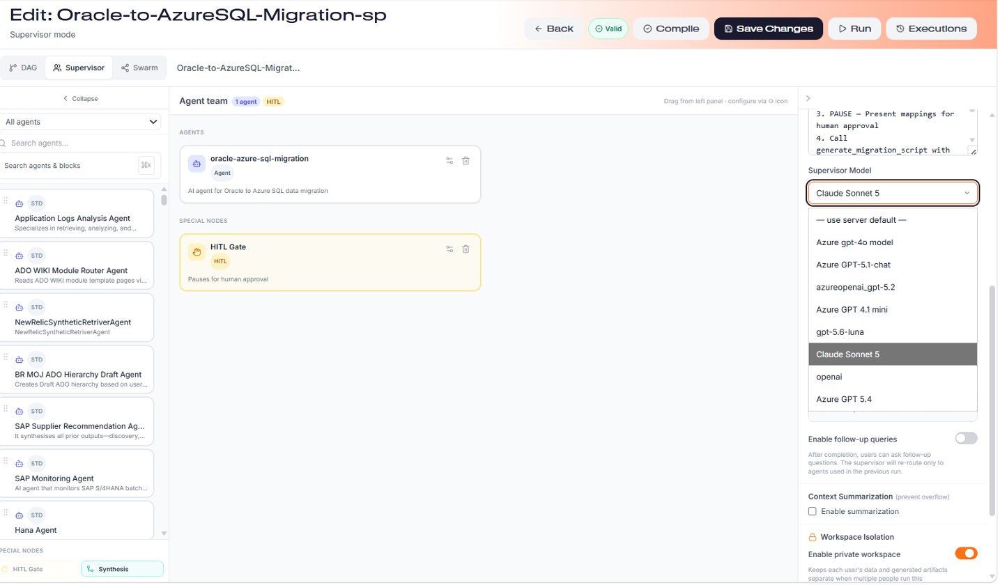 Edit: Oracle-to-AzureSQL-Migration-sp
Supervisor mode
Back
Valid
Compile
Save Changes
Run
Executions
DAG
Supervisor
Swarm
Oracle-to-AzureSQL-Migrat...
Collapse
All agents
Search agents...
Search agents & blocks
⌘K
STD
Application Logs Analysis Agent
Specializes in retrieving, analyzing, and...
STD
ADO WIKI Module Router Agent
Reads ADO WIKI module template pages vi...
STD
NewRelicSyntheticRetriverAgent
NewRelicSyntheticRetriverAgent
STD
BR MOJ ADO Hierarchy Draft Agent
Creates Draft ADO hierarchy based on user...
STD
SAP Supplier Recommendation Ag...
It synthesises all prior outputs—discovery,...
STD
SAP Monitoring Agent
AI agent that monitors SAP S/4HANA batch...
STD
Hana Agent
PECIAL NODES
HITL Gate
Synthesis
Agent team
1 agent
HITL
Drag from left panel · configure via ⚙ icon
AGENTS
oracle-azure-sql-migration
Agent
AI agent for Oracle to Azure SQL data migration
SPECIAL NODES
HITL Gate
HITL
Pauses for human approval
3. PAUSE — Present mappings for
human approval
4. Call
generate_migration_script with
Supervisor Model
Claude Sonnet 5
— use server default —
Azure gpt-4o model
Azure GPT-5.1-chat
azureopenai_gpt-5.2
Azure GPT 4.1 mini
gpt-5.6-luna
Claude Sonnet 5
openai
Azure GPT 5.4
Enable follow-up queries
After completion, users can ask follow-up
questions. The supervisor will re-route only to
agents used in the previous run.
Context Summarization (prevent overflow)
Enable summarization
Workspace Isolation
Enable private workspace
Keeps each user's data and generated artifacts
separate when multiple people run this